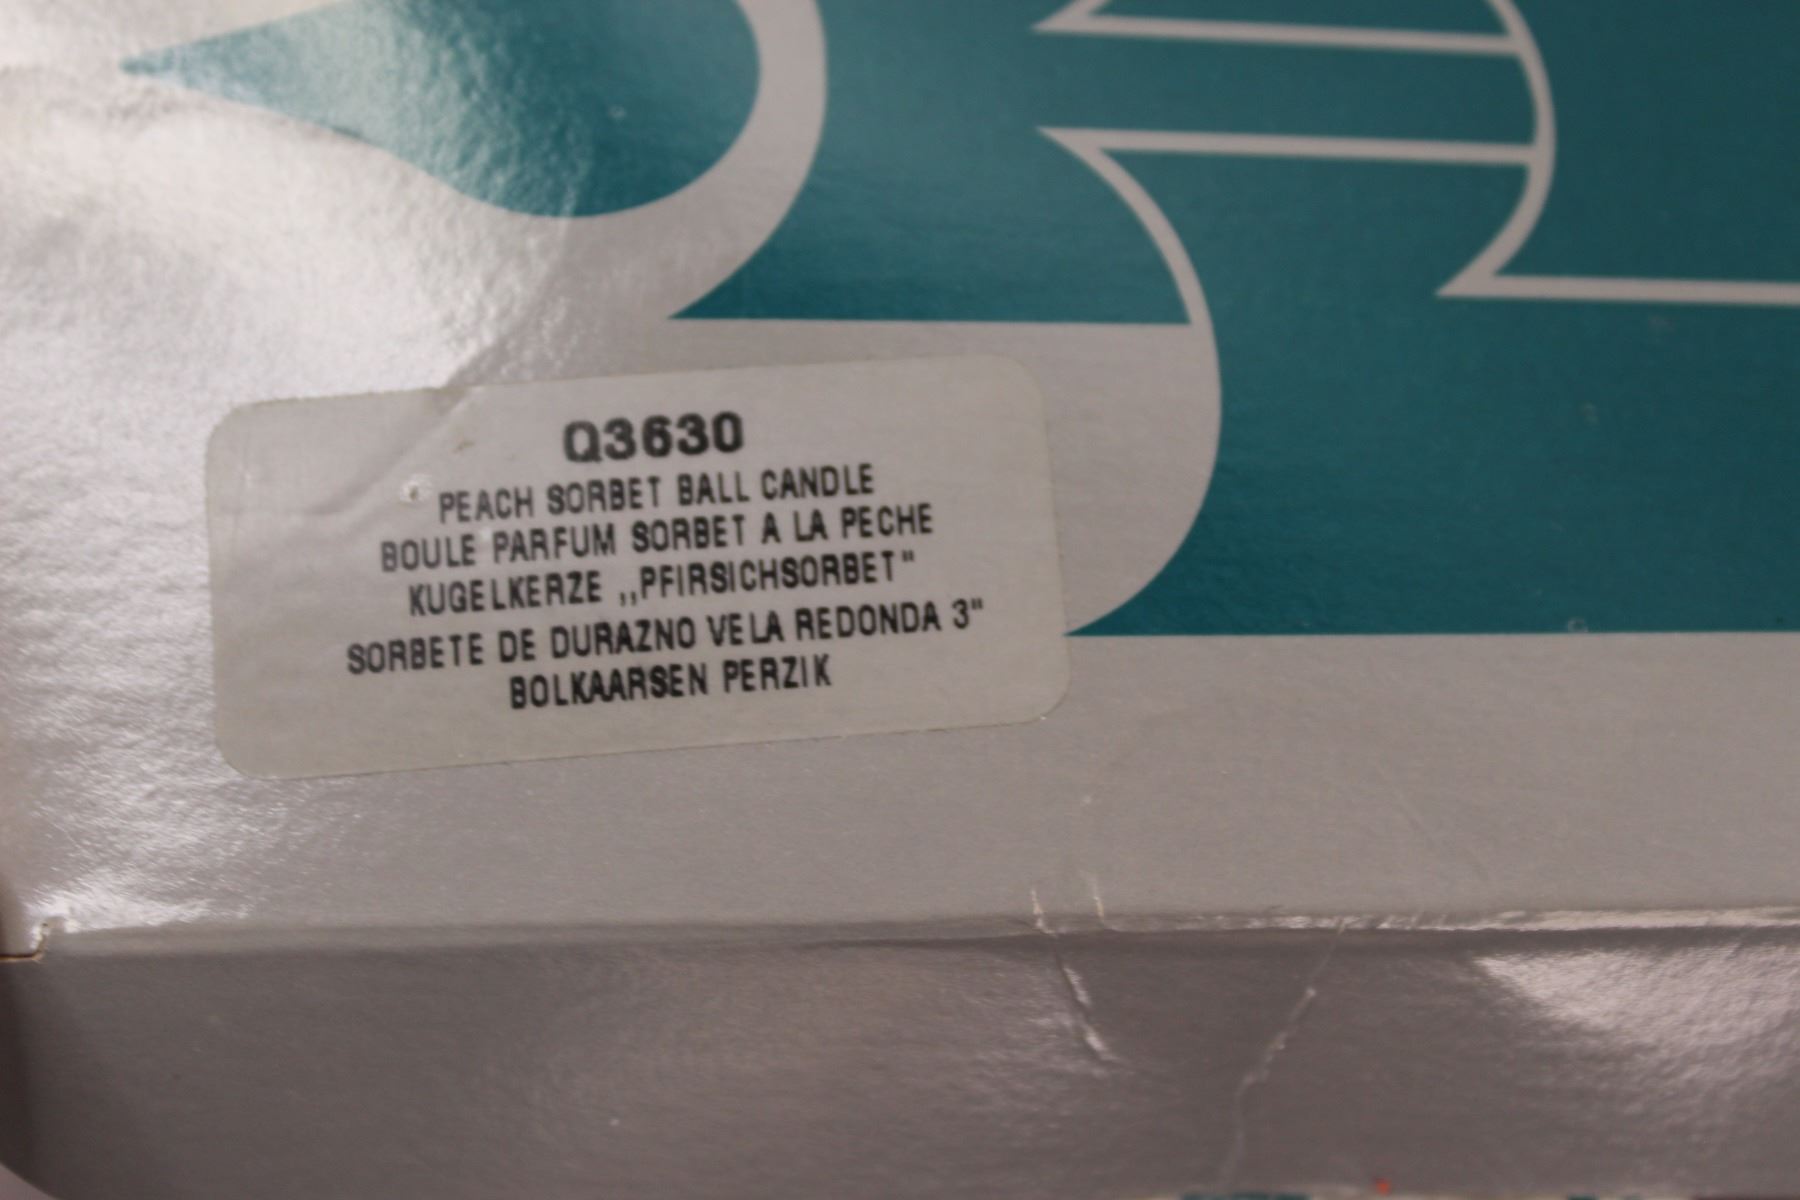 Q3630
PEACH SORBET BALL CANDLE
BOULE PARFUM SORBET A LA PECHE
KUGELKERZE ,,PFIRSICHSORBET"
SORBETE DE DURAZNO VELA REDONDA 3"
BOLKAARSEN PERZIK